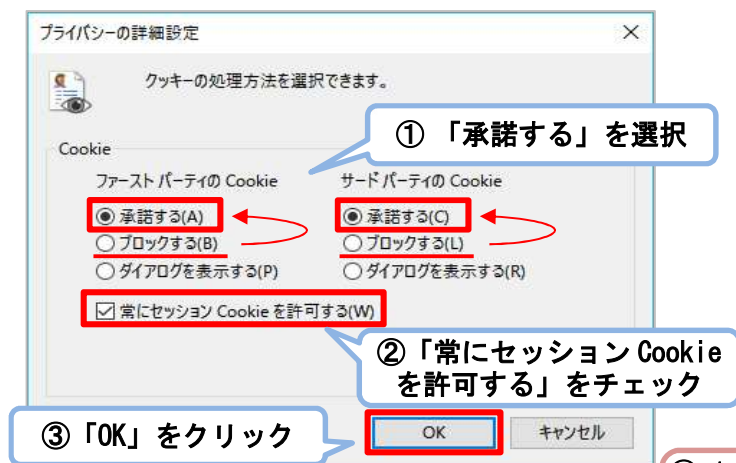 プライバシーの詳細設定
クッキーの処理方法を選択できます。
① 「承諾する」を選択
Cookie
ファースト パーティの Cookie
サード パーティの Cookie
承諾する(A)
承諾する(C)
ブロックする(B)
ブロックする(L)
ダイアログを表示する(P)
ダイアログを表示する(R)
常にセッション Cookie を許可する(W)
②「常にセッション Cookie
を許可する」をチェック
③「OK」をクリック
OK
キャンセル